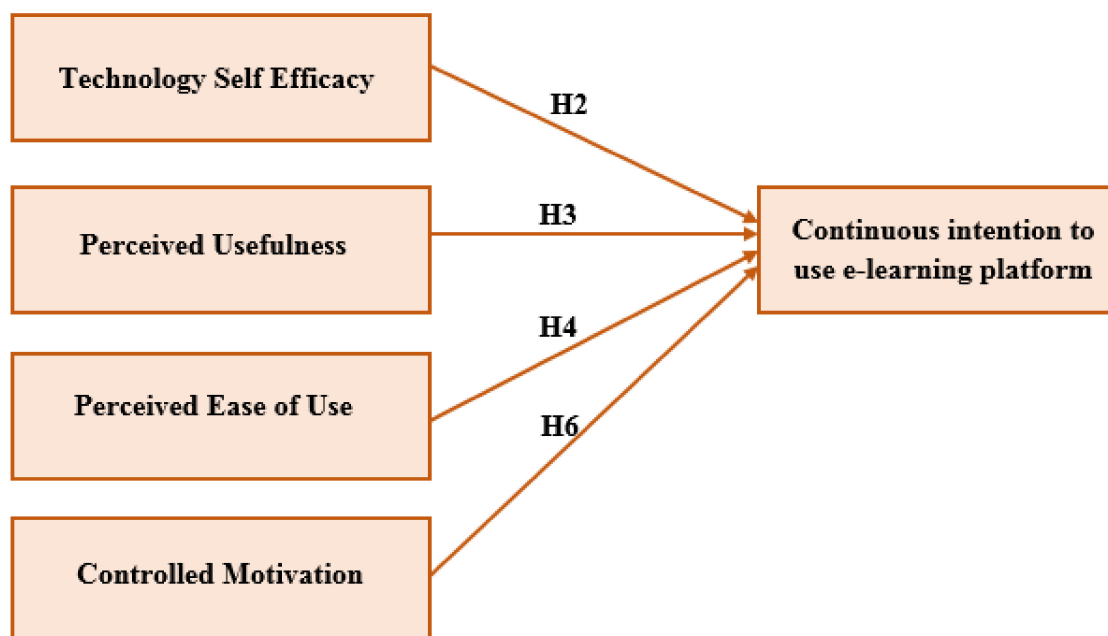 Technology Self Efficacy
H2
Perceived Usefulness
H3
Continuous intention to
use e-learning platform
Perceived Ease of Use
H4
H6
Controlled Motivation